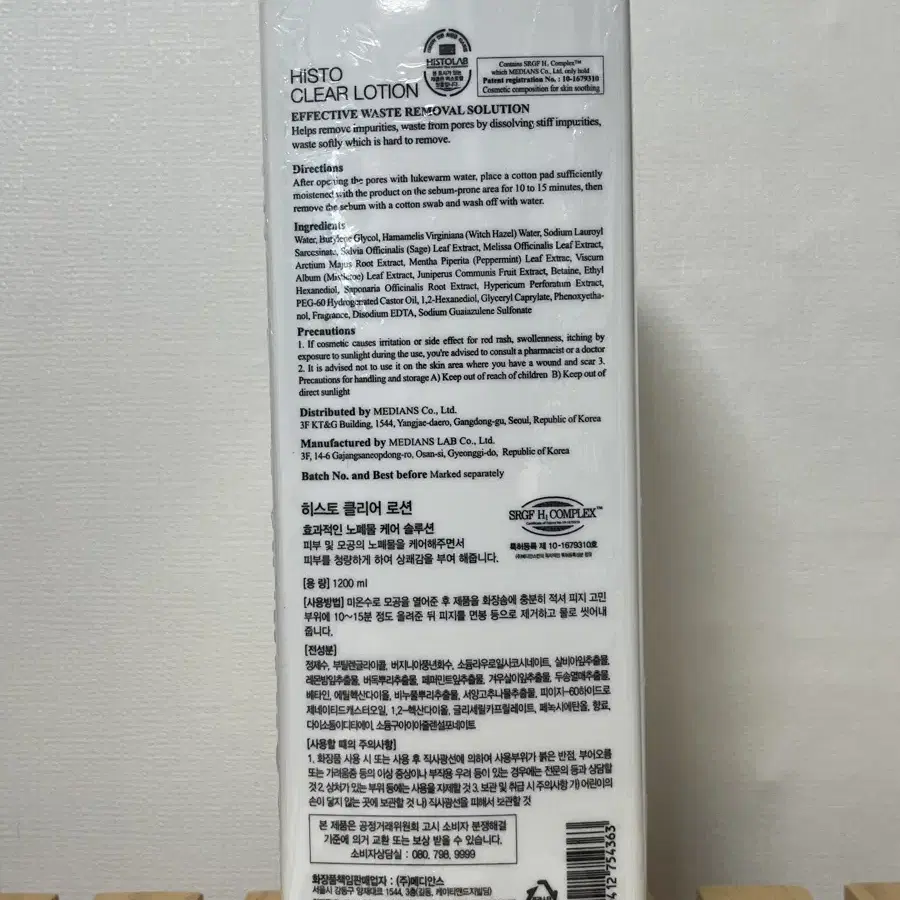 HISTOLAB
HiSTO
CLEAR LOTION
Contains SRGF H₁ Complex™
which MEDIANS Co., Ltd. only hold
Patent registration No. : 10-1679310
Cosmetic composition for skin soothing
EFFECTIVE WASTE REMOVAL SOLUTION
Helps remove impurities, waste from pores by dissolving stiff impurities,
waste softly which is hard to remove.
Directions
After opening the pores with lukewarm water, place a cotton pad sufficiently
moistened with the product on the sebum-prone area for 10 to 15 minutes, then
remove the sebum with a cotton swab and wash off with water.
Ingredients
Water, Butylene Glycol, Hamamelis Virginiana (Witch Hazel) Water, Sodium Lauroyl
Sarcosinate, Salvia Officinalis (Sage) Leaf Extract, Melissa Officinalis Leaf Extract,
Arctium Majus Root Extract, Mentha Piperita (Peppermint) Leaf Extrac, Viscum
Album (Mistletoe) Leaf Extract, Juniperus Communis Fruit Extract, Betaine, Ethyl
Hexanediol, Saponaria Officinalis Root Extract, Hypericum Perforatum Extract,
PEG-60 Hydrogenated Castor Oil, 1,2-Hexanediol, Glyceryl Caprylate, Phenoxyetha-
nol, Fragrance, Disodium EDTA, Sodium Guaiazulene Sulfonate
Precautions
1. If cosmetic causes irritation or side effect for red rash, swollenness, itching by
exposure to sunlight during the use, you're advised to consult a pharmacist or a doctor
2. It is advised not to use it on the skin area where you have a wound and scar 3.
Precautions for handling and storage A) Keep out of reach of children B) Keep out of
direct sunlight
Distributed by MEDIANS Co., Ltd.
3F KT&G Building, 1544, Yangjae-daero, Gangdong-gu, Seoul, Republic of Korea
Manufactured by MEDIANS LAB Co., Ltd.
3F, 14-6 Gajangsaneopdong-ro, Osan-si, Gyeonggi-do, Republic of Korea
Batch No. and Best before Marked separately
히스토 클리어 로션
효과적인 노폐물 케어 솔루션
피부 및 모공의 노폐물을 케어해주면서
피부를 청량하게 하여 상쾌감을 부여 해줍니다.
SRGF H₁ COMPLEX™
특허등록 제 10-1679310호
[용 량] 1200 ml
[사용방법] 미온수로 모공을 열어준 후 제품을 화장솜에 충분히 적셔 피지 고민
부위에 10~15분 정도 올려준 뒤 피지를 면봉 등으로 제거하고 물로 씻어내
줍니다.
[전성분]
정제수, 부틸렌글라이콜, 버지니아풍년화수, 소듐라우로일사코시네이트, 살비아잎추출물,
레몬밤잎추출물, 버독뿌리추출물, 페퍼민트잎추출물, 겨우살이잎추출물, 두송열매추출물,
베타인, 에틸헥산다이올, 비누풀뿌리추출물, 서양고추나물추출물, 피이지-60하이드로
제네이티드캐스터오일, 1,2-헥산다이올, 글리세릴카프릴레이트, 페녹시에탄올, 향료,
다이소듐이디티에이, 소듐구아이아줄렌설포네이트
[사용할 때의 주의사항]
1. 화장품 사용 시 또는 사용 후 직사광선에 의하여 사용부위가 붉은 반점, 부어오름
또는 가려움증 등의 이상 증상이나 부작용 우려 등이 있는 경우에는 전문의 등과 상담할
것 2. 상처가 있는 부위 등에는 사용을 자제할 것 3. 보관 및 취급 시 주의사항 가) 어린이의
손이 닿지 않는 곳에 보관할 것 나) 직사광선을 피해서 보관할 것
본 제품은 공정거래위원회 고시 소비자 분쟁해결
기준에 의거 교환 또는 보상 받을 수 있습니다.
소비자상담실 : 080. 798. 9999
화장품책임판매업자 : (주)메디안스
서울시 강동구 양재대로 1544, 3층(길동, 케이티앤드지빌딩)
412 754363